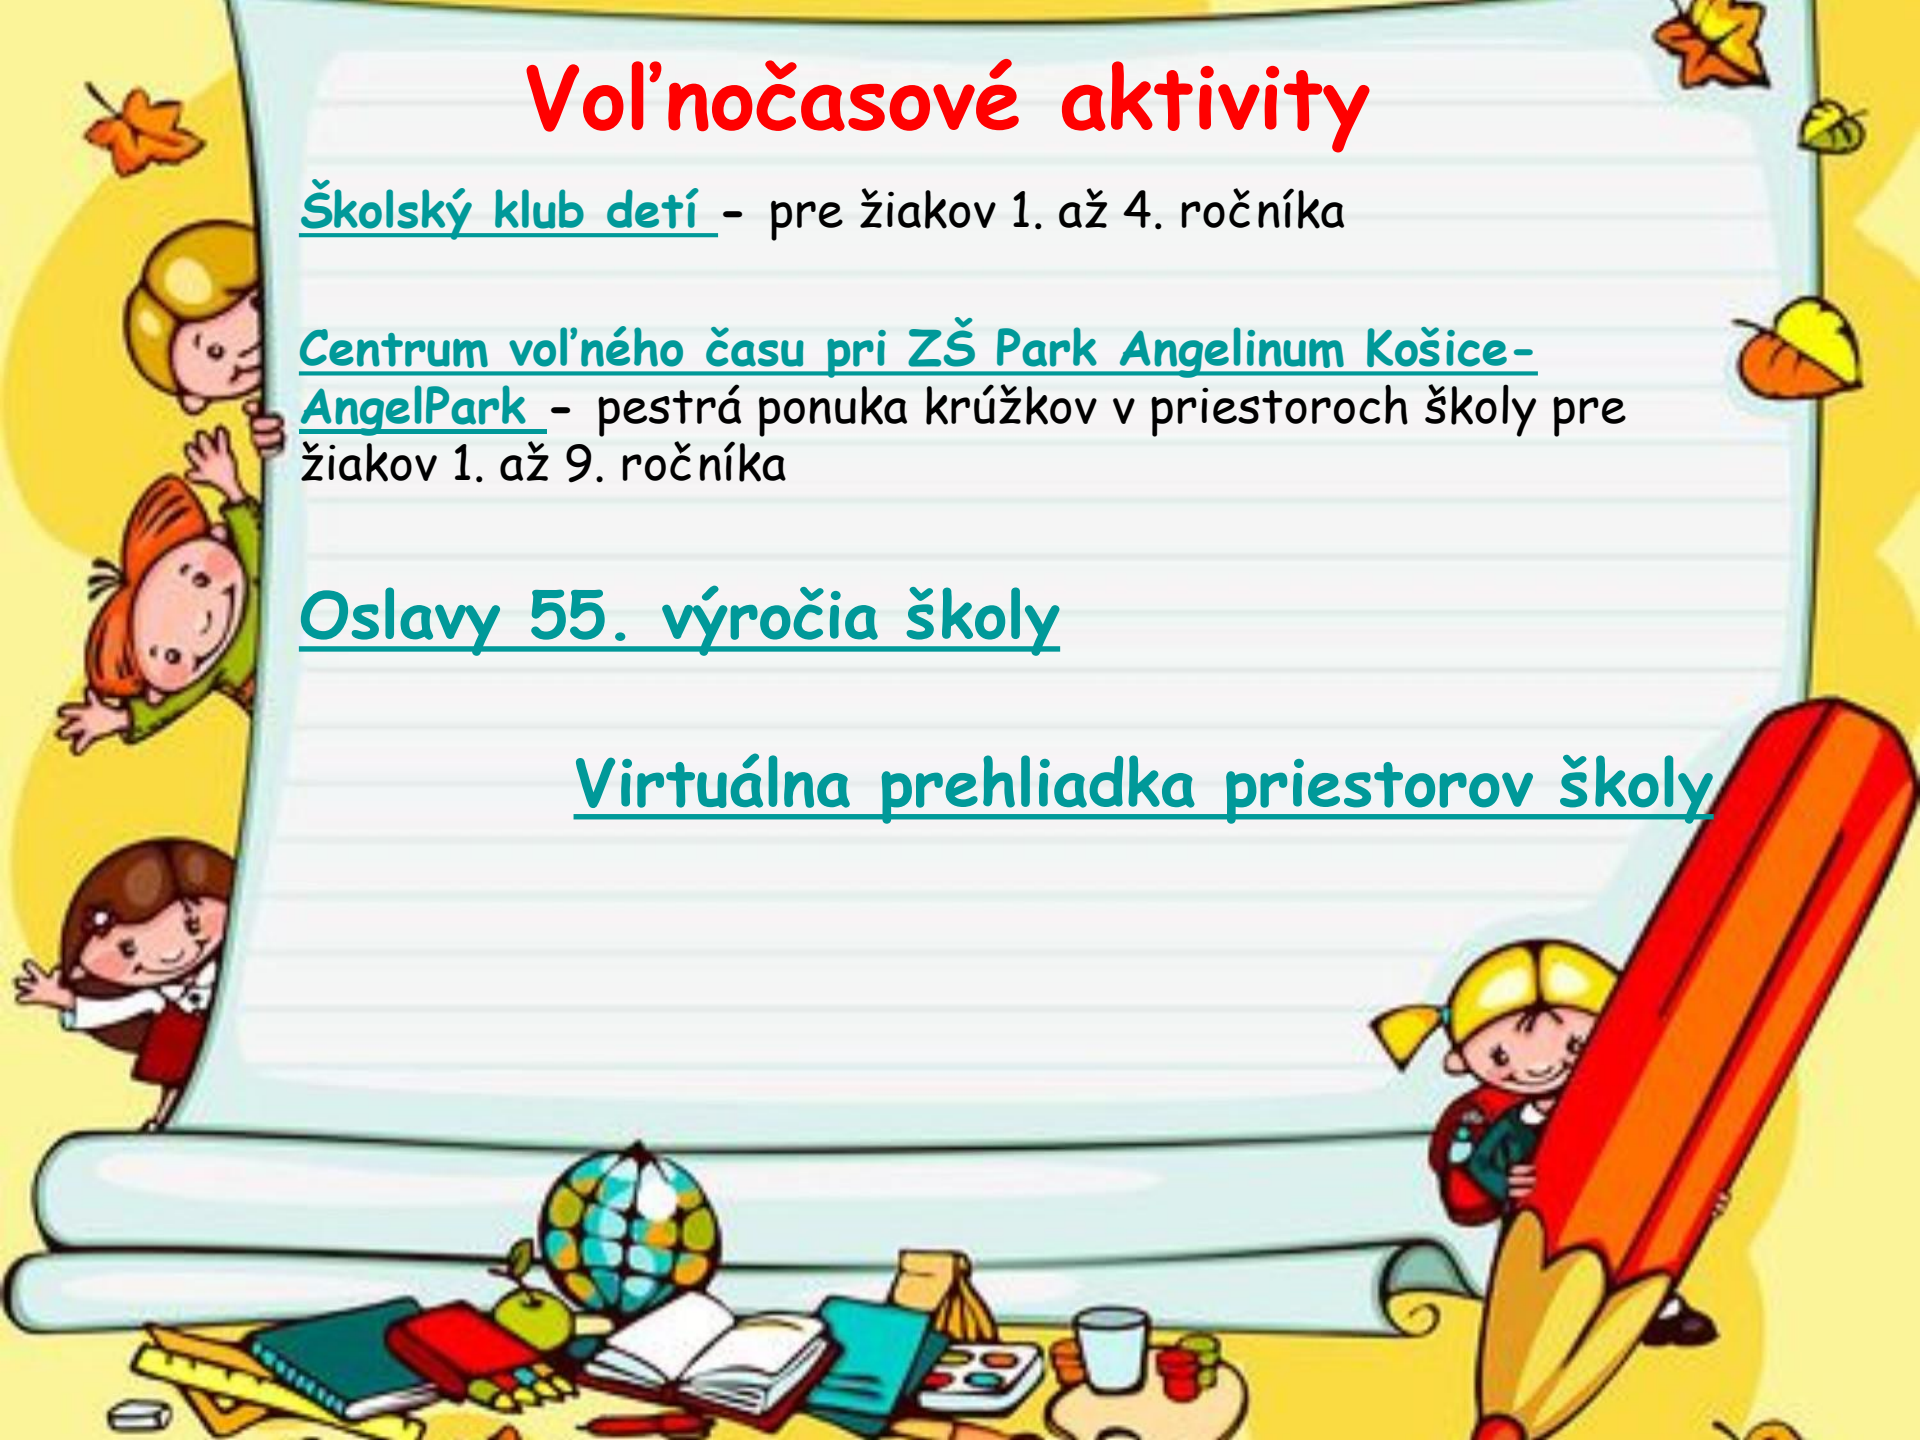 Voľnočasové aktivity
Školský klub detí - pre žiakov 1. až 4. ročníka
Centrum voľného času pri ZŠ Park Angelinum Košice-
AngelPark - pestrá ponuka krúžkov v priestoroch školy pre
žiakov 1. až 9. ročníka
Oslavy 55. výročia školy
Virtuálna prehliadka priestorov školy